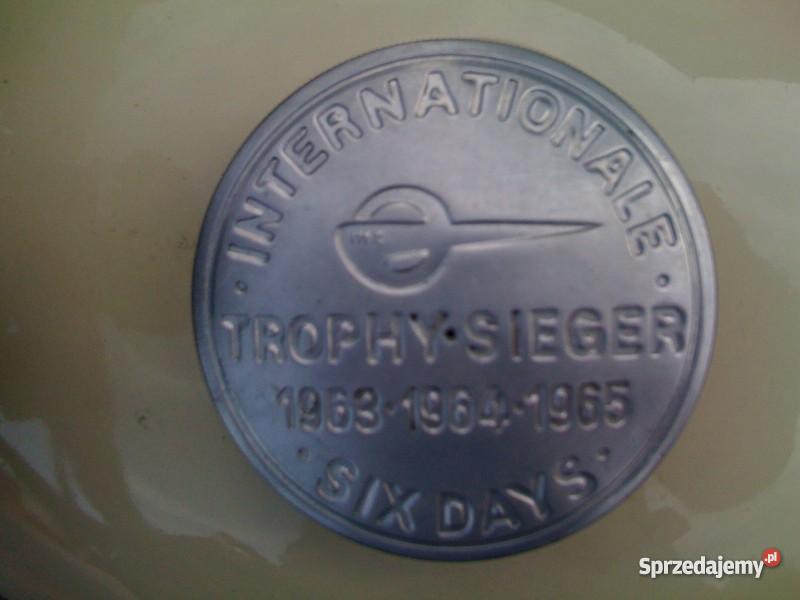 · INTERNATIONALE ·
TROPHY·SIEGER
1963·1964·1965
· SIX DAYS ·
Sprzedajemy.pl